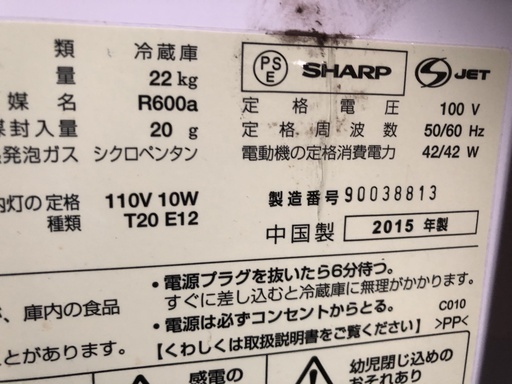 類 冷蔵庫
量 22 kg
媒 名 R600a
媒封入量 20 g
発泡ガス シクロペンタン
内灯の定格 110V 10W
種類 T20 E12
PS E SHARP S JET
定格電圧 100 V
定格周波数 50/60 Hz
電動機の定格消費電力 42/42 W
製造番号 90038813
中国製 2015 年製
・電源プラグを抜いたら6分待つ。
すぐに差し込むと冷蔵庫に無理がかかります。
・電源は必ずコンセントからとる。
【くわしくは取扱説明書をご覧ください。】
C010
>PP<
、庫内の食品
ことがあります。
感電の
幼児閉じ込めの
おそれあり